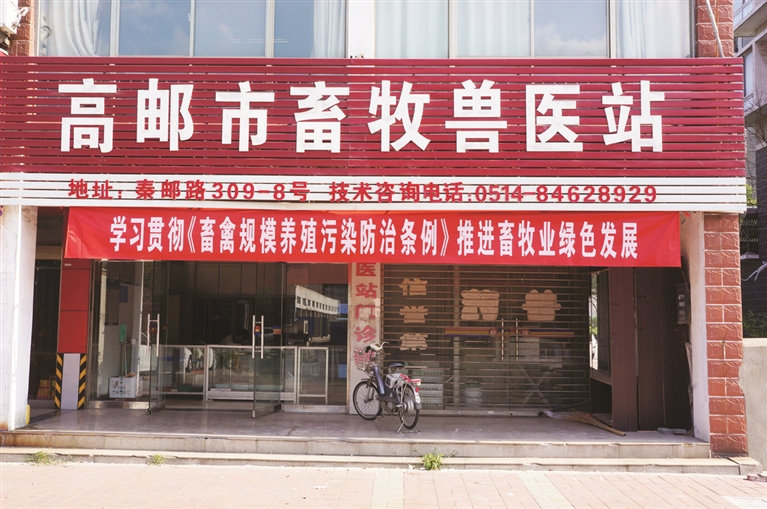 高邮市畜牧兽医站
地址：秦邮路309-8号 技术咨询电话：0514-84628929
学习贯彻《畜禽规模养殖污染防治条例》推进畜牧业绿色发展
医站门诊